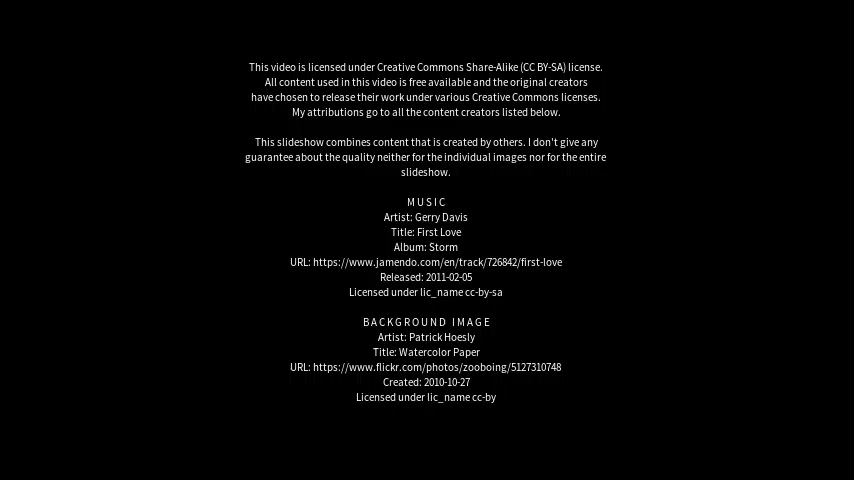 This video is licensed under Creative Commons Share-Alike (CC BY-SA) license.
All content used in this video is free available and the original creators
have chosen to release their work under various Creative Commons licenses.
My attributions go to all the content creators listed below.
This slideshow combines content that is created by others. I don't give any
guarantee about the quality neither for the individual images nor for the entire
slideshow.
MUSIC
Artist: Gerry Davis
Title: First Love
Album: Storm
URL: https://www.jamendo.com/en/track/726842/first-love
Released: 2011-02-05
Licensed under lic_name cc-by-sa
BACKGROUND IMAGE
Artist: Patrick Hoesly
Title: Watercolor Paper
URL: https://www.flickr.com/photos/zooboing/5127310748
Created: 2010-10-27
Licensed under lic_name cc-by